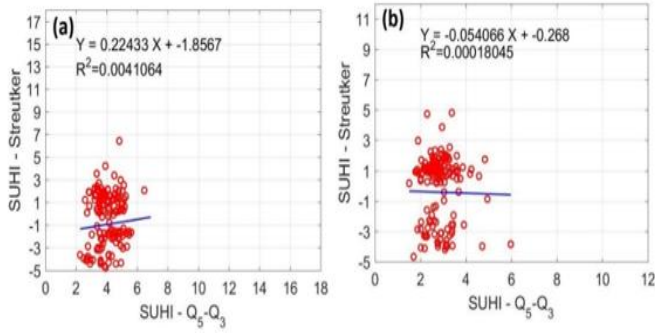 (a)
Y = 0.22433 X + -1.8567
R²=0.0041064
SUHI - Streutker
17
15
13
11
9
7
5
3
1
-1
-3
-5
0 2 4 6 8 10 12 14 16 18
SUHI - Q₅-Q₃
(b)
Y = -0.054066 X + -0.268
R²=0.00018045
SUHI - Streutker
11
9
7
5
3
1
-1
-3
-5
0 2 4 6 8 10 12
SUHI - Q₅-Q₃